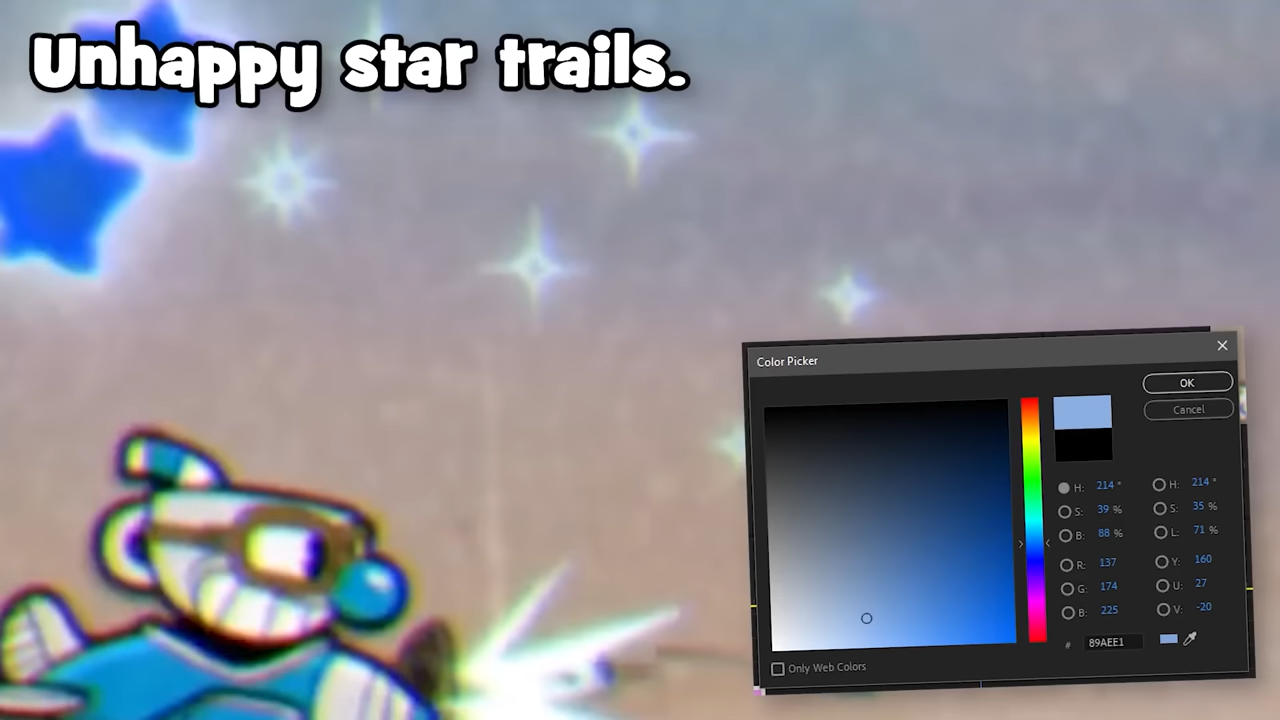 Unhappy star trails.
Color Picker
OK
Cancel
H: 214 ° H: 214 °
S: 39 % S: 35 %
B: 88 % L: 71 %
R: 137 Y: 160
G: 174 U: 27
B: 225 V: -20
# 89AEE1
Only Web Colors